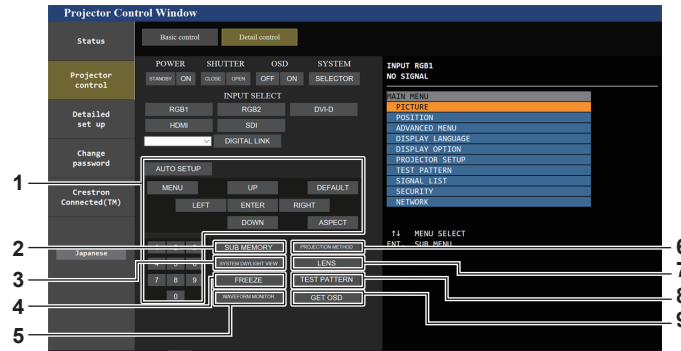 Projector Control Window
Status
Projector control
Detailed set up
Change password
Crestron Connected(TM)
Japanese
Basic control Detail control
POWER SHUTTER OSD SYSTEM
STANDBY ON CLOSE OPEN OFF ON SELECTOR
INPUT SELECT
RGB1 RGB2 DVI-D
HDMI SDI
DIGITAL LINK
AUTO SETUP
MENU UP DEFAULT
LEFT ENTER RIGHT
DOWN ASPECT
SUB MEMORY PROJECTION METHOD
SYSTEM DAYLIGHT VIEW LENS
7 8 9 FREEZE TEST PATTERN
0 WAVEFORM MONITOR GET OSD
INPUT RGB1
NO SIGNAL
MAIN MENU
PICTURE
POSITION
ADVANCED MENU
DISPLAY LANGUAGE
DISPLAY OPTION
PROJECTOR SETUP
TEST PATTERN
SIGNAL LIST
SECURITY
NETWORK
↑↓ MENU SELECT
ENT. SUB MENU
1
2
3
4
5
6
7
8
9